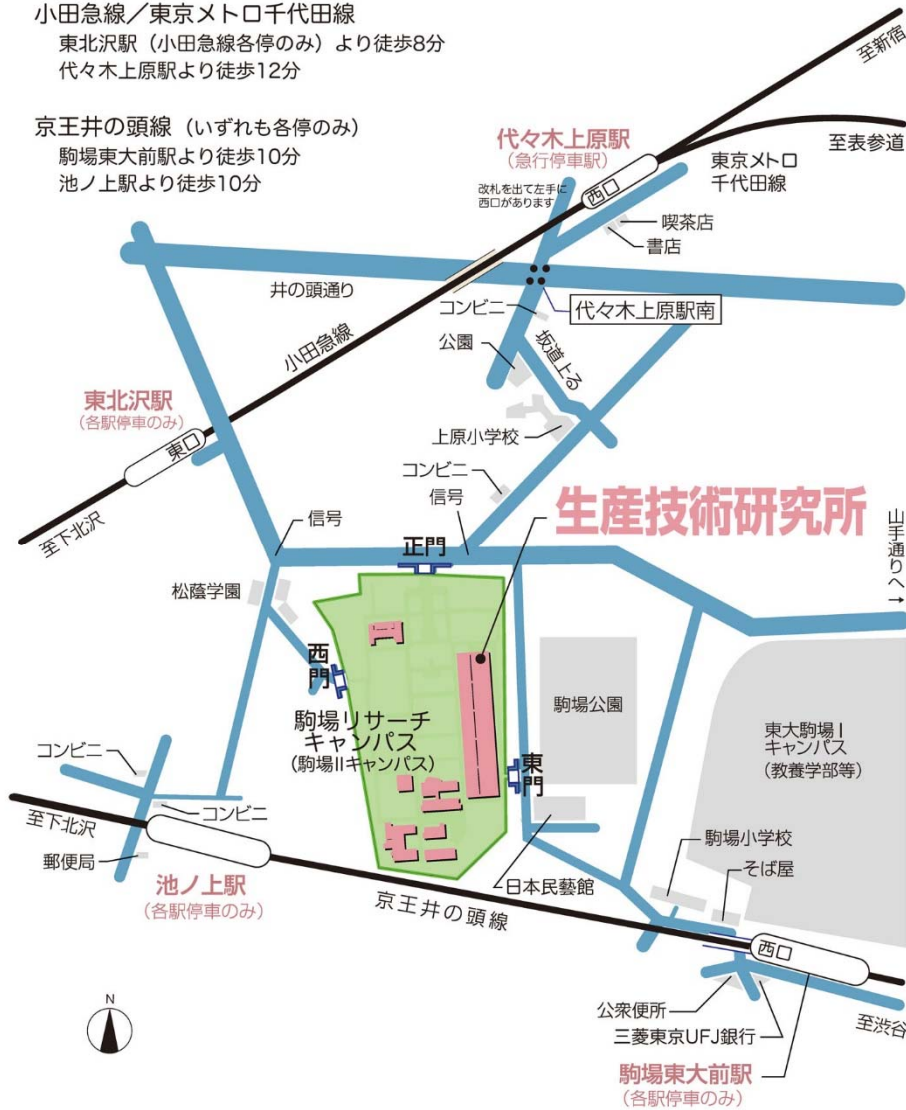 小田急線／東京メトロ千代田線
東北沢駅（小田急線各停のみ）より徒歩8分
代々木上原駅より徒歩12分
京王井の頭線（いずれも各停のみ）
駒場東大前駅より徒歩10分
池ノ上駅より徒歩10分
至新宿
代々木上原駅
（急行停車駅）
至表参道
東京メトロ
千代田線
西口
改札を出て左手に
西口があります
喫茶店
書店
井の頭通り
コンビニ
代々木上原駅南
小田急線
公園
坂道上る
東北沢駅
（各駅停車のみ）
東口
上原小学校
コンビニ
信号
至下北沢
信号
生産技術研究所
正門
山手通りへ→
松蔭学園
西門
駒場リサーチ
キャンパス
（駒場IIキャンパス）
駒場公園
東大駒場I
キャンパス
（教養学部等）
東門
コンビニ
コンビニ
至下北沢
郵便局
駒場小学校
そば屋
池ノ上駅
（各駅停車のみ）
日本民藝館
京王井の頭線
西口
N
公衆便所
三菱東京UFJ銀行
至渋谷
駒場東大前駅
（各駅停車のみ）